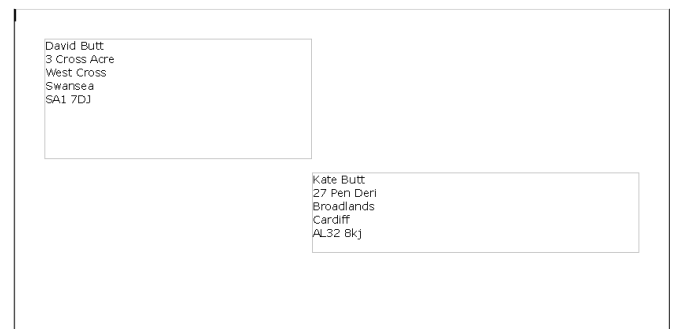 David Butt
3 Cross Acre
West Cross
Swansea
SA1 7DJ
Kate Butt
27 Pen Deri
Broadlands
Cardiff
AL32 8kj